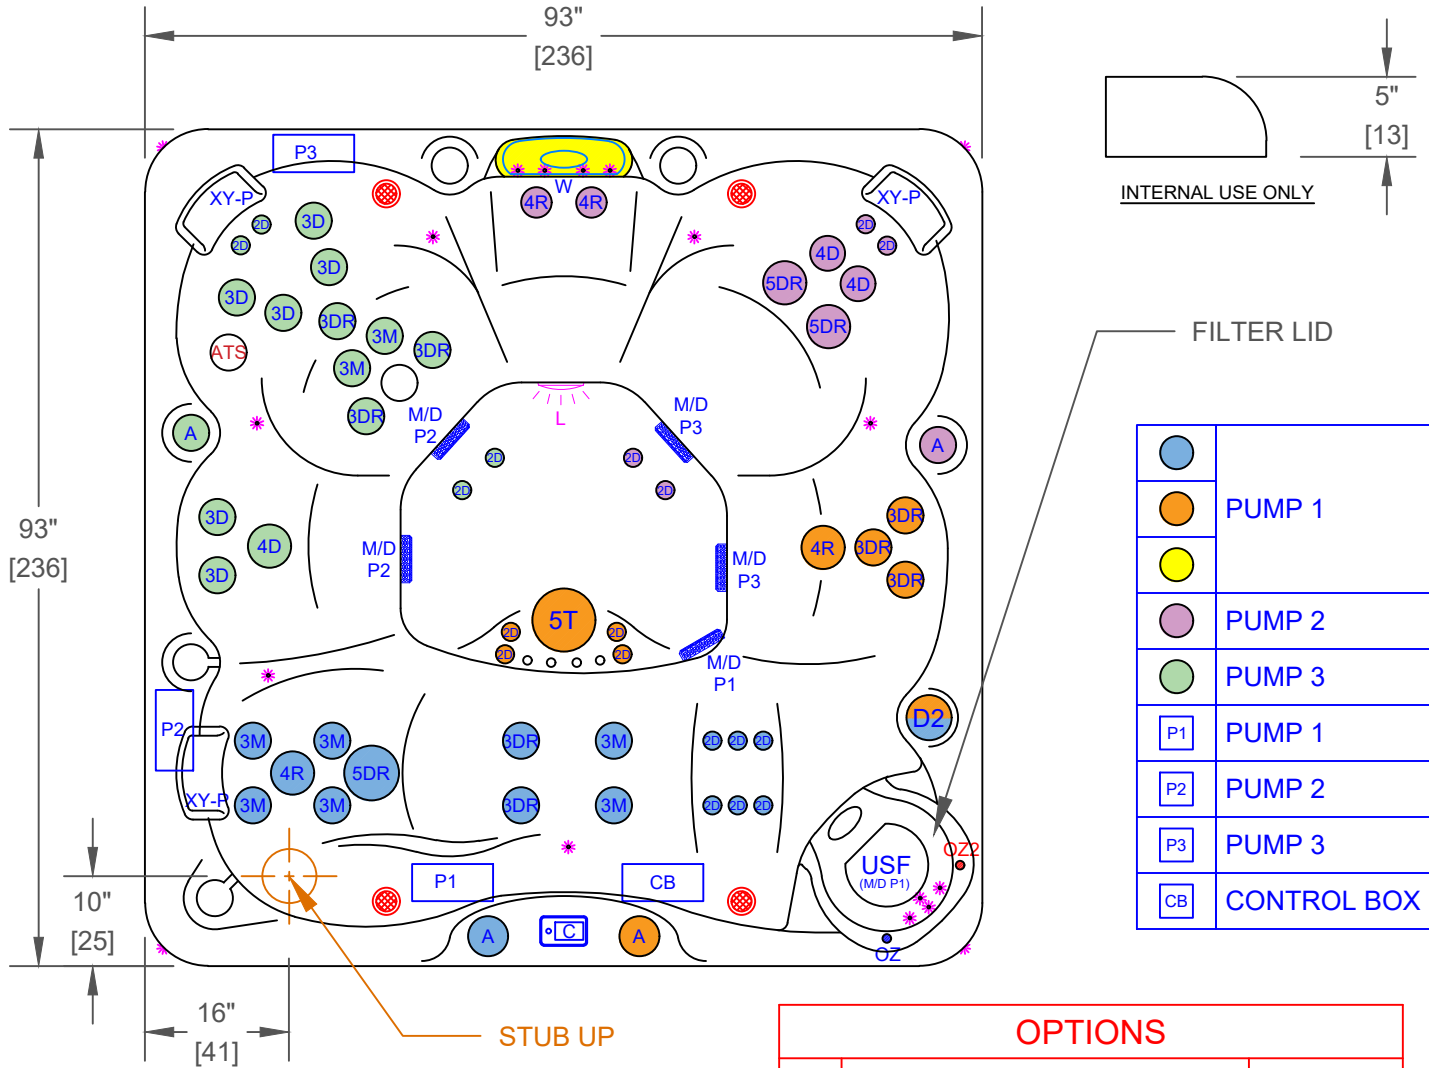 93"
[236]
5"
[13]
INTERNAL USE ONLY
P3
XY-P
W
XY-P
4R 4R
2D 3D 2D
2D 2D
3D 4D
3D 3D 5DR 4D
3DR 3M 3DR 5DR
ATS 3M
FILTER LID
3DR M/D P2
L
M/D P3
A A
2D 2D
2D 2D
93"
[236]
3D 4D 3D
M/D P2
M/D P3
4R 3DR 3DR 3DR
5T
2D 2D
2D 2D
M/D P1
P2
D2
3M 3M 3DR 3M 2D 2D 2D
4R 5DR
XY-P
3M 3M 3DR 3M 2D 2D 2D
USF
(M/D P1)
OZ2
P1 CB
A C A
OZ
10"
[25]
16"
[41]
STUB UP
PUMP 1
PUMP 2
PUMP 3
P1 PUMP 1
P2 PUMP 2
P3 PUMP 3
CB CONTROL BOX
OPTIONS